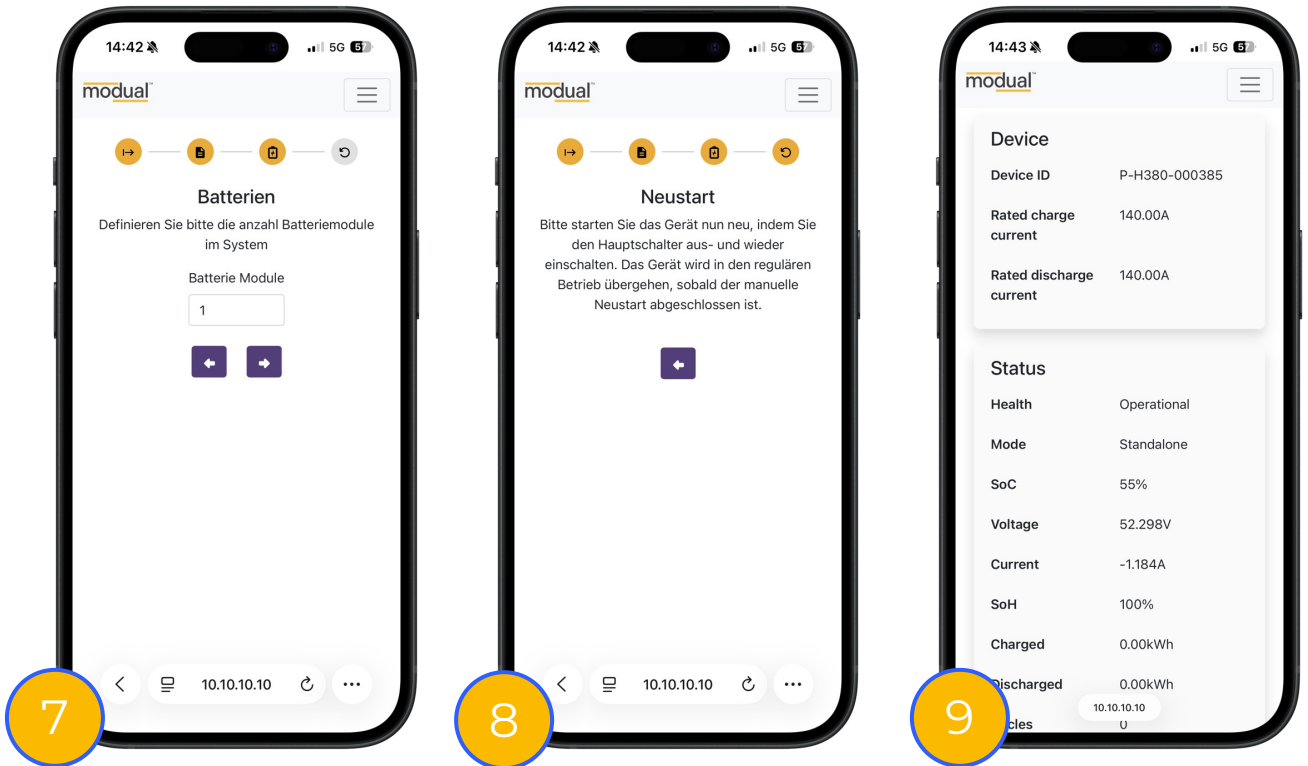 14:42
5G 57
modual™
Batterien
Definieren Sie bitte die anzahl Batteriemodule
im System
Batterie Module
1
10.10.10.10
7
14:42
5G 57
modual™
Neustart
Bitte starten Sie das Gerät nun neu, indem Sie
den Hauptschalter aus- und wieder
einschalten. Das Gerät wird in den regulären
Betrieb übergehen, sobald der manuelle
Neustart abgeschlossen ist.
10.10.10.10
8
14:43
5G 57
modual™
Device
Device ID P-H380-000385
Rated charge 140.00A
current
Rated discharge 140.00A
current
Status
Health Operational
Mode Standalone
SoC 55%
Voltage 52.298V
Current -1.184A
SoH 100%
Charged 0.00kWh
Discharged 0.00kWh
10.10.10.10
cles 0
9